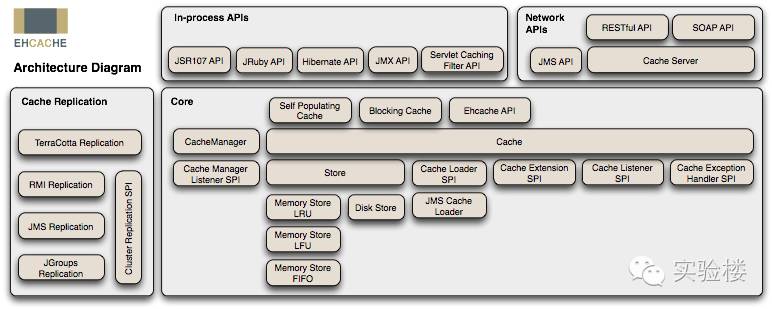 EHCACHE
Architecture Diagram
In-process APIs
JSR107 API
JRuby API
Hibernate API
JMX API
Servlet Caching
Filter API
Network
APIs
RESTful API
SOAP API
JMS API
Cache Server
Cache Replication
TerraCotta Replication
RMI Replication
JMS Replication
JGroups
Replication
Cluster Replication SPI
Core
Self Populating
Cache
Blocking Cache
Ehcache API
CacheManager
Cache
Cache Manager
Listener SPI
Store
Cache Loader
SPI
Cache Extension
SPI
Cache Listener
SPI
Cache Exception
Handler SPI
Memory Store
LRU
Disk Store
JMS Cache
Loader
Memory Store
LFU
Memory Store
FIFO
实验楼